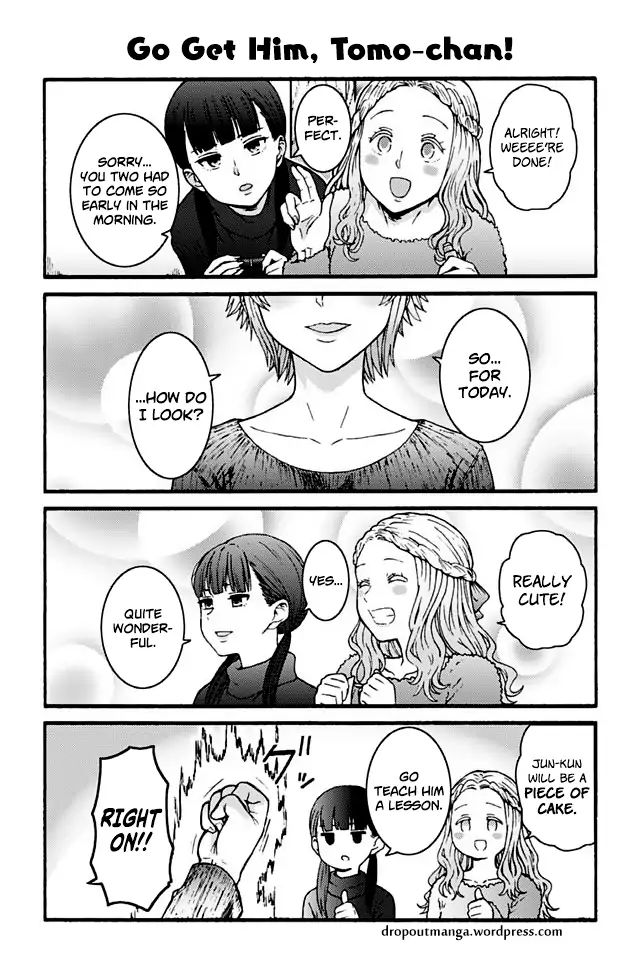 Go Get Him, Tomo-chan!
ALRIGHT!
WEEEE'RE
DONE!
PER-
FECT.
SORRY...
YOU TWO HAD
TO COME SO
EARLY IN THE
MORNING.
SO...
FOR
TODAY.
...HOW DO
I LOOK?
REALLY
CUTE!
YES...
QUITE
WONDER-
FUL.
JUN-KUN
WILL BE A
PIECE OF
CAKE.
GO
TEACH HIM
A LESSON.
RIGHT
ON!!
dropoutmanga.wordpress.com